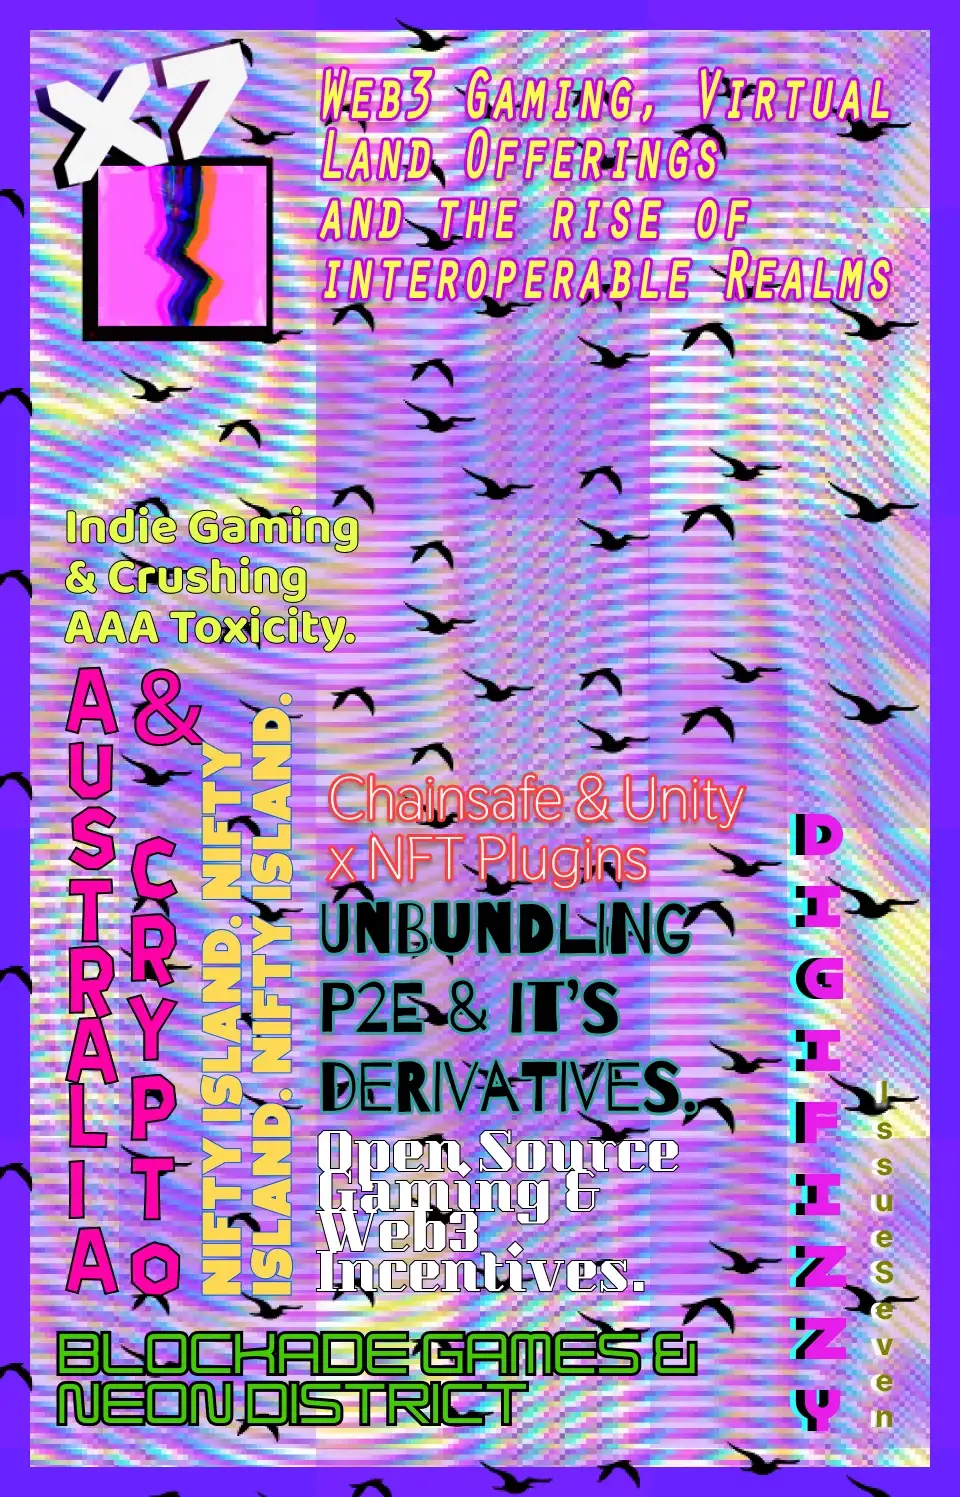 X7
Web3 Gaming, Virtual
Land Offerings
and the rise of
interoperable Realms
Indie Gaming
& Crushing
AAA Toxicity.
AUSTRALIA
& CRYPTO
NIFTY ISLAND. NIFTY
ISLAND. NIFTY ISLAND.
Chainsafe & Unity
x NFT Plugins
UNBUNDLING
P2E & IT'S
DERIVATIVES.
Open Source
Gaming &
Web3
Incentives.
BLOCKADE GAMES &
NEON DISTRICT
DIGIFIZZY
IssueSeven